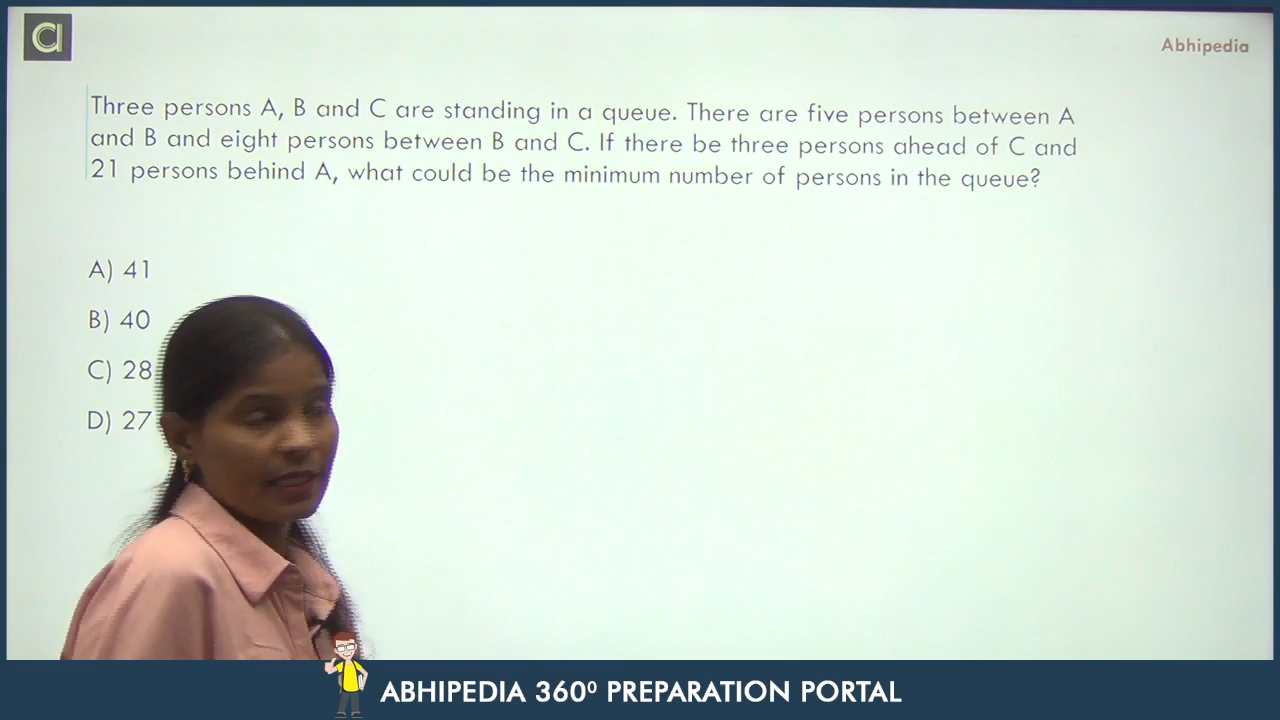 Abhipedia
Three persons A, B and C are standing in a queue. There are five persons between A
and B and eight persons between B and C. If there be three persons ahead of C and
21 persons behind A, what could be the minimum number of persons in the queue?
A) 41
B) 40
C) 28
D) 27
ABHIPEDIA 360⁰ PREPARATION PORTAL